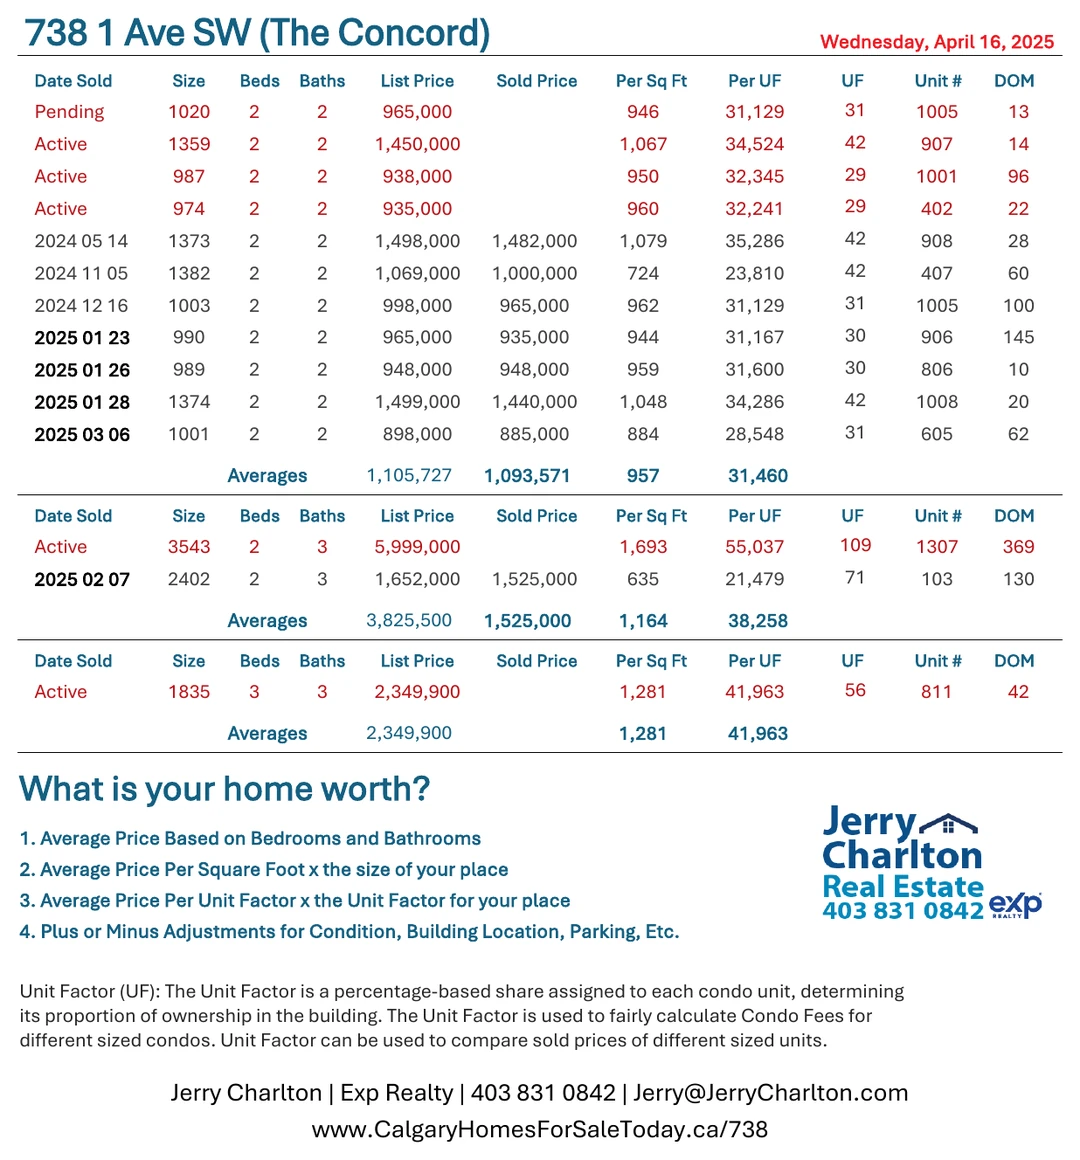 738 1 Ave SW (The Concord)
Wednesday, April 16, 2025
Date Sold Size Beds Baths List Price Sold Price Per Sq Ft Per UF UF Unit # DOM
Pending 1020 2 2 965,000 946 31,129 31 1005 13
Active 1359 2 2 1,450,000 1,067 34,524 42 907 14
Active 987 2 2 938,000 950 32,345 29 1001 96
Active 974 2 2 935,000 960 32,241 29 402 22
2024 05 14 1373 2 2 1,498,000 1,482,000 1,079 35,286 42 908 28
2024 11 05 1382 2 2 1,069,000 1,000,000 724 23,810 42 407 60
2024 12 16 1003 2 2 998,000 965,000 962 31,129 31 1005 100
2025 01 23 990 2 2 965,000 935,000 944 31,167 30 906 145
2025 01 26 989 2 2 948,000 948,000 959 31,600 30 806 10
2025 01 28 1374 2 2 1,499,000 1,440,000 1,048 34,286 42 1008 20
2025 03 06 1001 2 2 898,000 885,000 884 28,548 31 605 62
Averages 1,105,727 1,093,571 957 31,460
Date Sold Size Beds Baths List Price Sold Price Per Sq Ft Per UF UF Unit # DOM
Active 3543 2 3 5,999,000 1,693 55,037 109 1307 369
2025 02 07 2402 2 3 1,652,000 1,525,000 635 21,479 71 103 130
Averages 3,825,500 1,525,000 1,164 38,258
Date Sold Size Beds Baths List Price Sold Price Per Sq Ft Per UF UF Unit # DOM
Active 1835 3 3 2,349,900 1,281 41,963 56 811 42
Averages 2,349,900 1,281 41,963
What is your home worth?
1. Average Price Based on Bedrooms and Bathrooms
2. Average Price Per Square Foot x the size of your place
3. Average Price Per Unit Factor x the Unit Factor for your place
4. Plus or Minus Adjustments for Condition, Building Location, Parking, Etc.
Jerry
Charlton
Real Estate
403 831 0842
exp
REALTY
Unit Factor (UF): The Unit Factor is a percentage-based share assigned to each condo unit, determining
its proportion of ownership in the building. The Unit Factor is used to fairly calculate Condo Fees for
different sized condos. Unit Factor can be used to compare sold prices of different sized units.
Jerry Charlton | Exp Realty | 403 831 0842 | Jerry@JerryCharlton.com
www.CalgaryHomesForSaleToday.ca/738